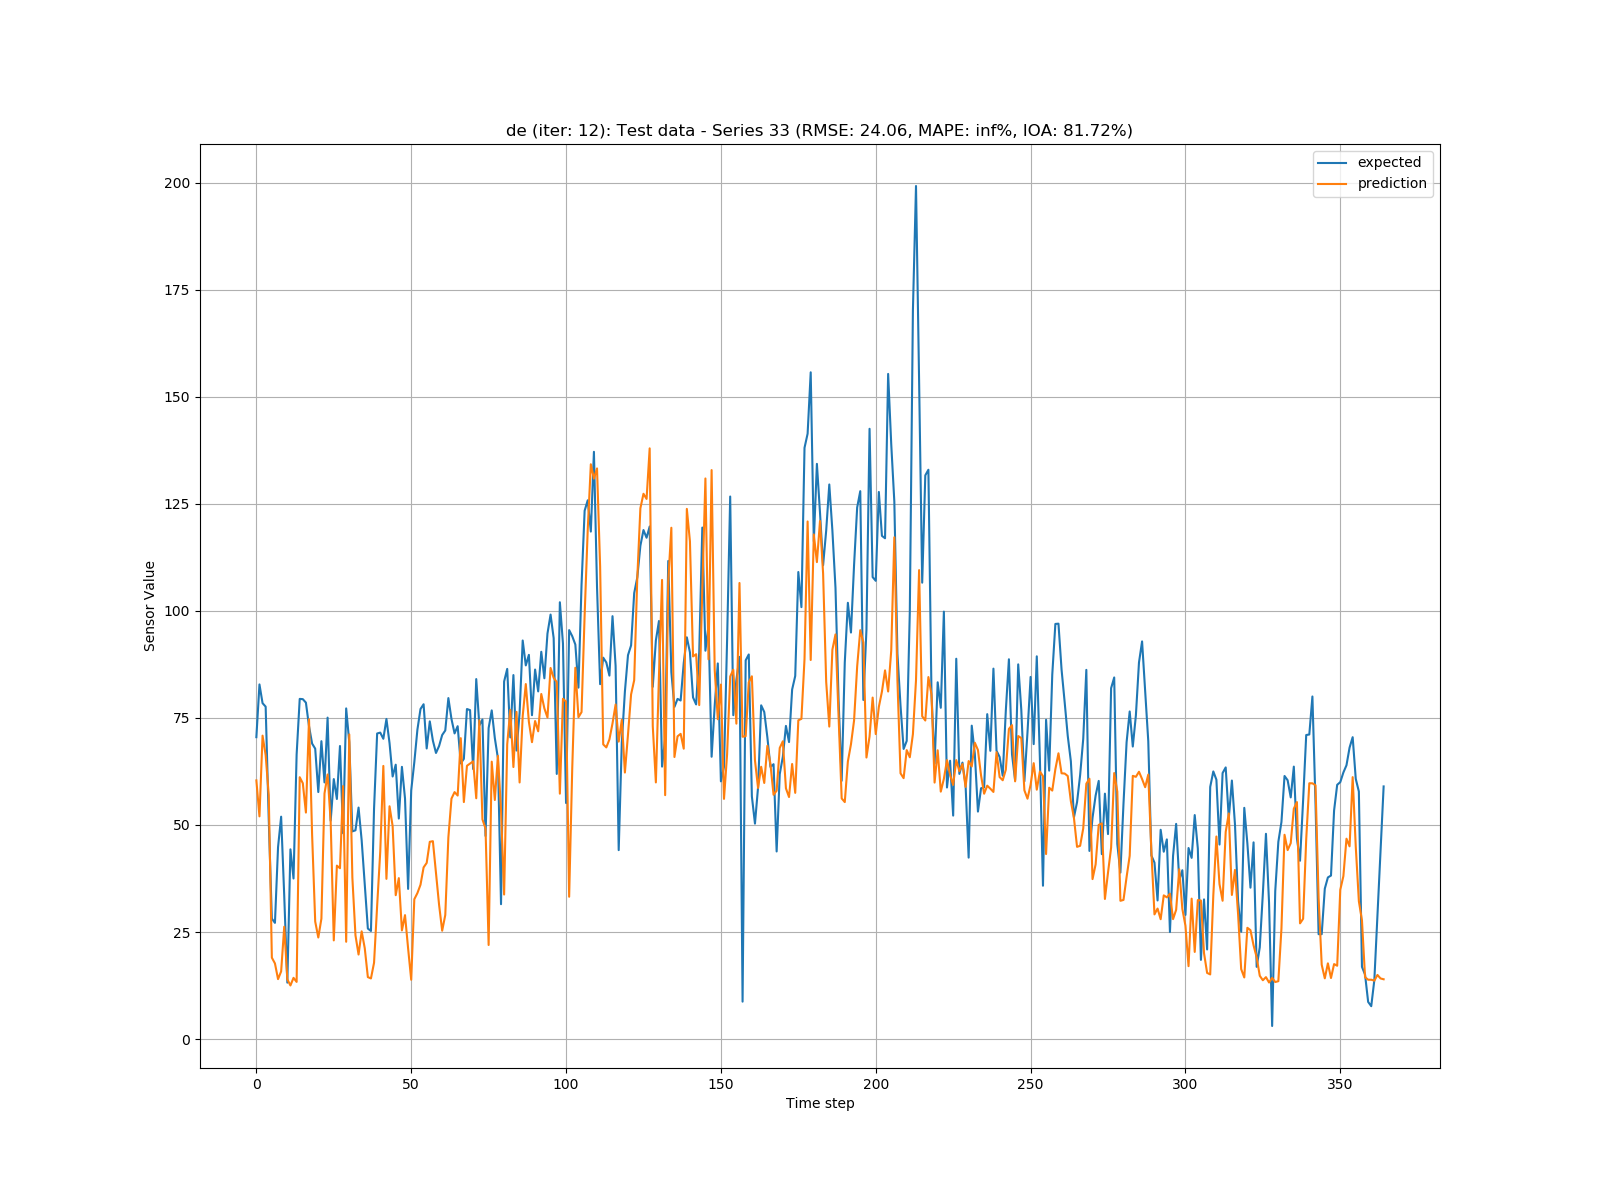 de (iter: 12): Test data - Series 33 (RMSE: 24.06, MAPE: inf%, IOA: 81.72%)
expected
prediction
200
175
150
125
100
75
50
25
0
Sensor Value
0 50 100 150 200 250 300 350
Time step